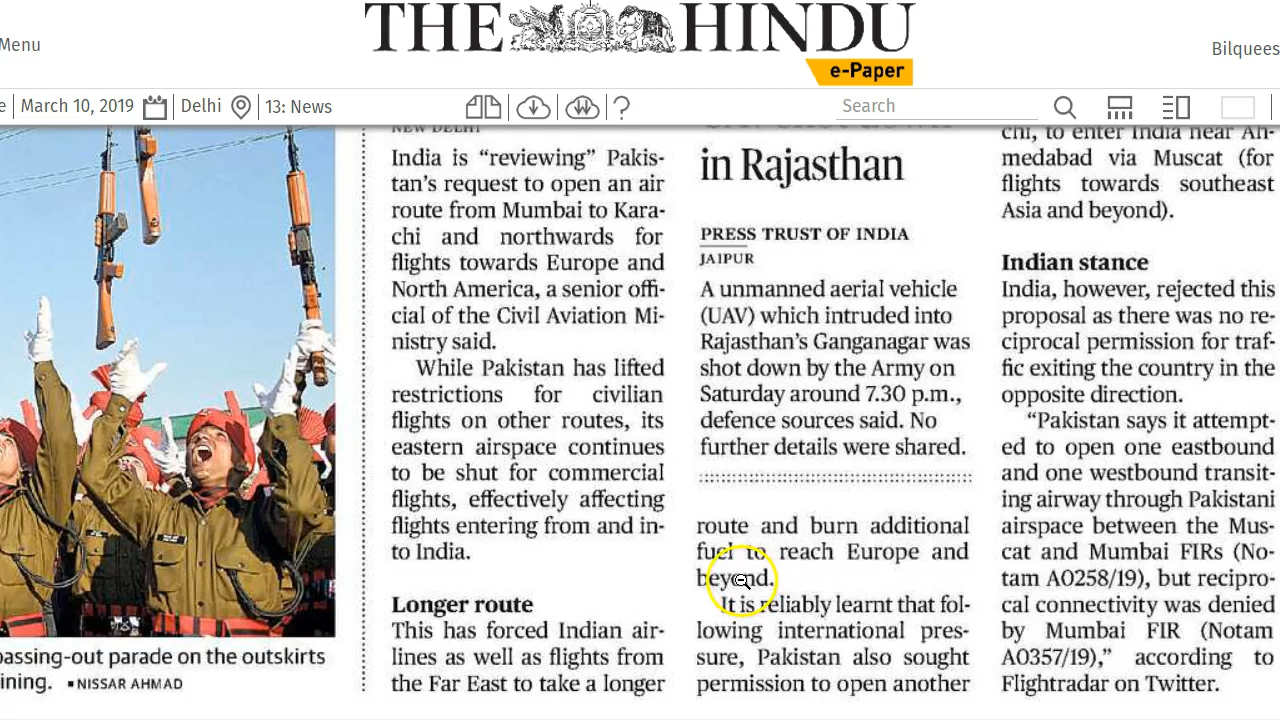 THE HINDU
e-Paper
Menu
Bilquees
e
March 10, 2019
Delhi
13: News
?
Search
passing-out parade on the outskirts
ining. ▪NISSAR AHMAD
NEW DELHI
India is “reviewing” Pakis-
tan’s request to open an air
route from Mumbai to Kara-
chi and northwards for
flights towards Europe and
North America, a senior offi-
cial of the Civil Aviation Mi-
nistry said.
While Pakistan has lifted
restrictions for civilian
flights on other routes, its
eastern airspace continues
to be shut for commercial
flights, effectively affecting
flights entering from and in-
to India.
Longer route
This has forced Indian air-
lines as well as flights from
the Far East to take a longer
in Rajasthan
PRESS TRUST OF INDIA
JAIPUR
A unmanned aerial vehicle
(UAV) which intruded into
Rajasthan’s Ganganagar was
shot down by the Army on
Saturday around 7.30 p.m.,
defence sources said. No
further details were shared.
route and burn additional
fuel to reach Europe and
beyond.
It is reliably learnt that fol-
lowing international pres-
sure, Pakistan also sought
permission to open another
chi, to enter India near Ah-
medabad via Muscat (for
flights towards southeast
Asia and beyond).
Indian stance
India, however, rejected this
proposal as there was no re-
ciprocal permission for traf-
fic exiting the country in the
opposite direction.
“Pakistan says it attempt-
ed to open one eastbound
and one westbound transit-
ing airway through Pakistani
airspace between the Mus-
cat and Mumbai FIRs (No-
tam A0258/19), but recipro-
cal connectivity was denied
by Mumbai FIR (Notam
A0357/19),” according to
Flightradar on Twitter.